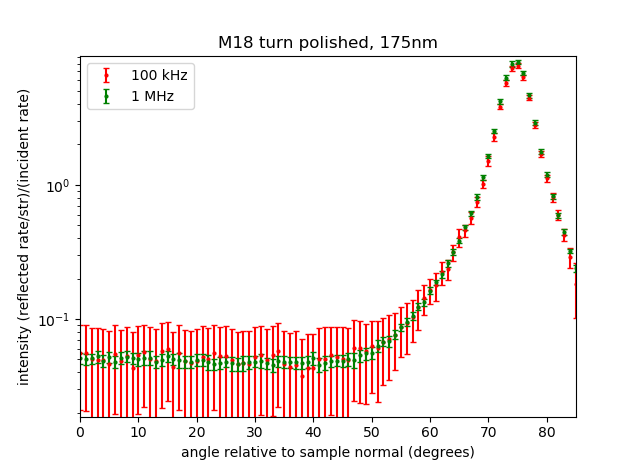 M18 turn polished, 175nm
100 kHz
1 MHz
intensity (reflected rate/str)/(incident rate)
10⁰
10⁻¹
0 10 20 30 40 50 60 70 80
angle relative to sample normal (degrees)